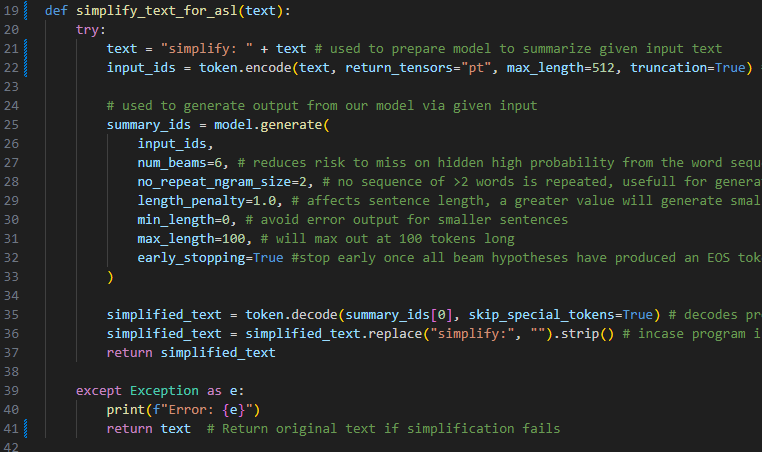 19 def simplify_text_for_asl(text):
20 try:
21 text = "simplify: " + text # used to prepare model to summarize given input text
22 input_ids = token.encode(text, return_tensors="pt", max_length=512, truncation=True)
23
24 # used to generate output from our model via given input
25 summary_ids = model.generate(
26 input_ids,
27 num_beams=6, # reduces risk to miss on hidden high probability from the word sequ
28 no_repeat_ngram_size=2, # no sequence of >2 words is repeated, usefull for genera
29 length_penalty=1.0, # affects sentence length, a greater value will generate smal
30 min_length=0, # avoid error output for smaller sentences
31 max_length=100, # will max out at 100 tokens long
32 early_stopping=True #stop early once all beam hypotheses have produced an EOS tok
33 )
34
35 simplified_text = token.decode(summary_ids[0], skip_special_tokens=True) # decodes pr
36 simplified_text = simplified_text.replace("simplify:", "").strip() # incase program i
37 return simplified_text
38
39 except Exception as e:
40 print(f"Error: {e}")
41 return text # Return original text if simplification fails
42